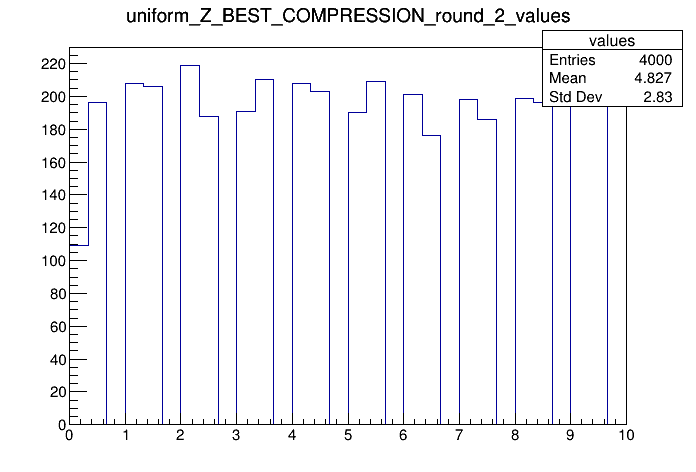 uniform_Z_BEST_COMPRESSION_round_2_values
values
Entries 4000
Mean 4.827
Std Dev 2.83
220
200
180
160
140
120
100
80
60
40
20
0
0 1 2 3 4 5 6 7 8 9 10